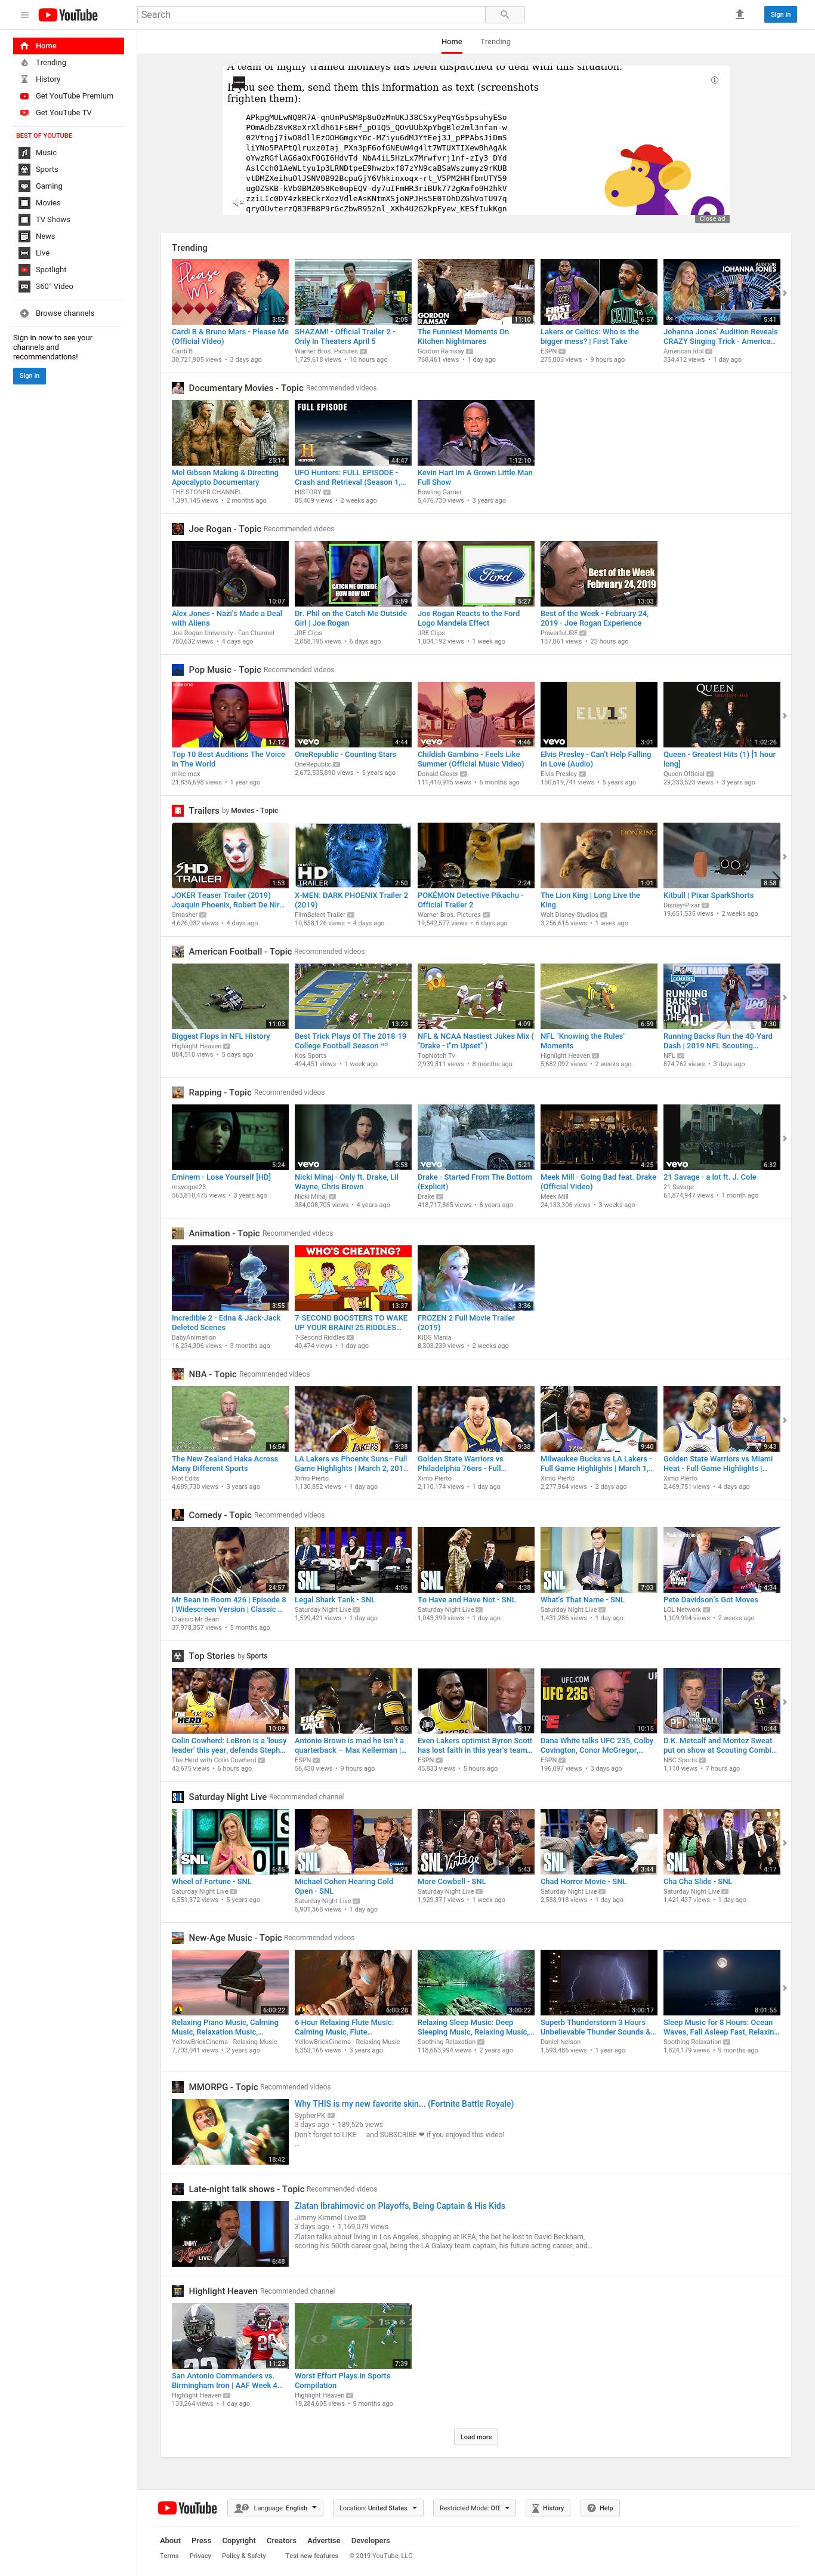 YouTube
Search
Sign in
Home
Trending
History
Get YouTube Premium
Get YouTube TV
BEST OF YOUTUBE
Music
Sports
Gaming
Movies
TV Shows
News
Live
Spotlight
360° Video
Browse channels
Sign in now to see your
channels and
recommendations!
Sign in
Home Trending
A team of highly trained monkeys has been dispatched to deal with this situation.
If you see them, send them this information as text (screenshots
frighten them):
Close ad
Trending
3:52
Cardi B & Bruno Mars - Please Me
(Official Video)
Cardi B
30,721,905 views • 3 days ago
2:05
SHAZAM! - Official Trailer 2 -
Only In Theaters April 5
Warner Bros. Pictures
1,729,618 views • 10 hours ago
GORDON
RAMSAY
11:10
The Funniest Moments On
Kitchen Nightmares
Gordon Ramsay
768,461 views • 1 day ago
FIRST TAKE
6:57
Lakers or Celtics: Who is the
bigger mess? | First Take
ESPN
275,003 views • 9 hours ago
AUDITION
JOHANNA JONES
5:41
Johanna Jones' Audition Reveals
CRAZY Singing Trick - America...
American Idol
334,412 views • 1 day ago
Documentary Movies - Topic Recommended videos
25:14
Mel Gibson Making & Directing
Apocalypto Documentary
THE STONER CHANNEL
1,391,145 views • 2 months ago
FULL EPISODE
HISTORY
44:47
UFO Hunters: FULL EPISODE -
Crash and Retrieval (Season 1,...
HISTORY
85,409 views • 2 weeks ago
1:12:10
Kevin Hart Im A Grown Little Man
Full Show
Bowling Gamer
5,476,730 views • 3 years ago
Joe Rogan - Topic Recommended videos
10:07
Alex Jones - Nazi's Made a Deal
with Aliens
Joe Rogan University - Fan Channel
780,632 views • 4 days ago
CATCH ME OUTSIDE,
HOW BOW DAT
5:59
Dr. Phil on the Catch Me Outside
Girl | Joe Rogan
JRE Clips
2,858,195 views • 6 days ago
Ford
5:27
Joe Rogan Reacts to the Ford
Logo Mandela Effect
JRE Clips
1,004,192 views • 1 week ago
Best of the Week
February 24, 2019
13:03
Best of the Week - February 24,
2019 - Joe Rogan Experience
PowerfulJRE
137,861 views • 23 hours ago
Pop Music - Topic Recommended videos
17:12
Top 10 Best Auditions The Voice
In The World
mike max
21,836,698 views • 1 year ago
vevo
4:44
OneRepublic - Counting Stars
OneRepublic
2,672,535,890 views • 5 years ago
vevo
4:46
Childish Gambino - Feels Like
Summer (Official Music Video)
Donald Glover
111,410,915 views • 6 months ago
ELV1S
vevo
3:01
Elvis Presley - Can't Help Falling
In Love (Audio)
Elvis Presley
150,619,741 views • 5 years ago
QUEEN
1:02:26
Queen - Greatest Hits (1) [1 hour
long]
Queen Official
29,333,523 views • 3 years ago
Trailers by Movies - Topic
HD
TRAILER
1:53
JOKER Teaser Trailer (2019)
Joaquin Phoenix, Robert De Nir...
Smasher
4,626,032 views • 4 days ago
HD
TRAILER
2:50
X-MEN: DARK PHOENIX Trailer 2
(2019)
FilmSelect Trailer
10,858,126 views • 4 days ago
2:24
POKÉMON Detective Pikachu -
Official Trailer 2
Warner Bros. Pictures
19,542,577 views • 6 days ago
LION KING
1:01
The Lion King | Long Live the
King
Walt Disney Studios
3,256,616 views • 1 week ago
8:58
Kitbull | Pixar SparkShorts
Disney•Pixar
19,651,535 views • 2 weeks ago
American Football - Topic Recommended videos
11:03
Biggest Flops in NFL History
Highlight Heaven
884,510 views • 5 days ago
UCLA
13:23
Best Trick Plays Of The 2018-19
College Football Season ᴴᴰ
Kos Sports
494,451 views • 1 week ago
4:09
NFL & NCAA Nastiest Jukes Mix (
"Drake - I"m Upset" )
TopNotch Tv
2,939,311 views • 8 months ago
6:59
NFL "Knowing the Rules"
Moments
Highlight Heaven
5,682,092 views • 2 weeks ago
RUNNING
BACKS
RUN
THE 40!
7:30
Running Backs Run the 40-Yard
Dash | 2019 NFL Scouting...
NFL
874,762 views • 3 days ago
Rapping - Topic Recommended videos
5:24
Eminem - Lose Yourself [HD]
msvogue23
563,818,475 views • 3 years ago
vevo
5:58
Nicki Minaj - Only ft. Drake, Lil
Wayne, Chris Brown
Nicki Minaj
384,008,705 views • 4 years ago
vevo
5:21
Drake - Started From The Bottom
(Explicit)
Drake
418,717,865 views • 6 years ago
4:25
Meek Mill - Going Bad feat. Drake
(Official Video)
Meek Mill
24,133,306 views • 3 weeks ago
vevo
6:32
21 Savage - a lot ft. J. Cole
21 Savage
61,874,947 views • 1 month ago
Animation - Topic Recommended videos
3:55
Incredible 2 - Edna & Jack-Jack
Deleted Scenes
BabyAnimation
16,234,306 views • 3 months ago
WHO'S CHEATING?
13:37
7-SECOND BOOSTERS TO WAKE
UP YOUR BRAIN! 25 RIDDLES...
7-Second Riddles
40,474 views • 1 day ago
3:36
FROZEN 2 Full Movie Trailer
(2019)
KIDS Mania
8,303,239 views • 2 weeks ago
NBA - Topic Recommended videos
16:54
The New Zealand Haka Across
Many Different Sports
Riot Edits
4,689,730 views • 3 years ago
9:38
LA Lakers vs Phoenix Suns - Full
Game Highlights | March 2, 201...
Ximo Pierto
1,130,852 views • 1 day ago
9:38
Golden State Warriors vs
Philadelphia 76ers - Full...
Ximo Pierto
2,110,174 views • 1 day ago
9:40
Milwaukee Bucks vs LA Lakers -
Full Game Highlights | March 1,...
Ximo Pierto
2,277,964 views • 2 days ago
9:43
Golden State Warriors vs Miami
Heat - Full Game Highlights |...
Ximo Pierto
2,469,751 views • 4 days ago
Comedy - Topic Recommended videos
24:57
Mr Bean in Room 426 | Episode 8
| Widescreen Version | Classic ...
Classic Mr Bean
37,978,357 views • 5 months ago
SNL
4:06
Legal Shark Tank - SNL
Saturday Night Live
1,599,421 views • 1 day ago
SNL
4:38
To Have and Have Not - SNL
Saturday Night Live
1,043,399 views • 1 day ago
SNL
7:03
What's That Name - SNL
Saturday Night Live
1,431,286 views • 1 day ago
4:34
Pete Davidson's Got Moves
LOL Network
1,109,994 views • 2 weeks ago
Top Stories by Sports
THE HERD
10:09
Colin Cowherd: LeBron is a 'lousy
leader' this year, defends Steph...
The Herd with Colin Cowherd
43,675 views • 6 hours ago
FIRST TAKE
6:05
Antonio Brown is mad he isn't a
quarterback – Max Kellerman |...
ESPN
56,430 views • 9 hours ago
5:17
Even Lakers optimist Byron Scott
has lost faith in this year's team...
ESPN
45,833 views • 5 hours ago
UFC.COM
UFC 235
10:15
Dana White talks UFC 235, Colby
Covington, Conor McGregor,...
ESPN
196,097 views • 3 days ago
10:44
D.K. Metcalf and Montez Sweat
put on show at Scouting Combi...
NBC Sports
1,110 views • 7 hours ago
Saturday Night Live Recommended channel
SNL
6:45
Wheel of Fortune - SNL
Saturday Night Live
6,551,372 views • 5 years ago
SNL
9:28
Michael Cohen Hearing Cold
Open - SNL
Saturday Night Live
5,901,368 views • 1 day ago
SNL Vintage
5:43
More Cowbell - SNL
Saturday Night Live
1,929,371 views • 1 week ago
SNL
3:44
Chad Horror Movie - SNL
Saturday Night Live
2,583,918 views • 1 day ago
SNL
4:17
Cha Cha Slide - SNL
Saturday Night Live
1,421,437 views • 1 day ago
New-Age Music - Topic Recommended videos
6:00:22
Relaxing Piano Music, Calming
Music, Relaxation Music,...
YellowBrickCinema - Relaxing Music
7,703,041 views • 2 years ago
6:00:28
6 Hour Relaxing Flute Music:
Calming Music, Flute...
YellowBrickCinema - Relaxing Music
5,353,166 views • 3 years ago
3:00:22
Relaxing Sleep Music: Deep
Sleeping Music, Relaxing Music,...
Soothing Relaxation
118,663,994 views • 2 years ago
3:00:17
Superb Thunderstorm 3 Hours
Unbelievable Thunder Sounds &...
Daniel Nelson
1,593,486 views • 1 year ago
8:01:55
Sleep Music for 8 Hours: Ocean
Waves, Fall Asleep Fast, Relaxin...
Soothing Relaxation
1,824,179 views • 9 months ago
MMORPG - Topic Recommended videos
18:42
Why THIS is my new favorite skin... (Fortnite Battle Royale)
SypherPK
3 days ago • 189,526 views
Don't forget to LIKE and SUBSCRIBE ❤ if you enjoyed this video!
...
Late-night talk shows - Topic Recommended videos
JIMMY
KIMMEL
LIVE!
6:48
Zlatan Ibrahimović on Playoffs, Being Captain & His Kids
Jimmy Kimmel Live
3 days ago • 1,169,079 views
Zlatan talks about living in Los Angeles, shopping at IKEA, the bet he lost to David Beckham,
scoring his 500th career goal, being the LA Galaxy team captain, his future acting career, and...
Highlight Heaven Recommended channel
11:23
San Antonio Commanders vs.
Birmingham Iron | AAF Week 4...
Highlight Heaven
133,264 views • 1 day ago
7:39
Worst Effort Plays in Sports
Compilation
Highlight Heaven
19,284,605 views • 9 months ago
Load more
YouTube
Language: English
Location: United States
Restricted Mode: Off
History
Help
About Press Copyright Creators Advertise Developers
Terms Privacy Policy & Safety Test new features © 2019 YouTube, LLC